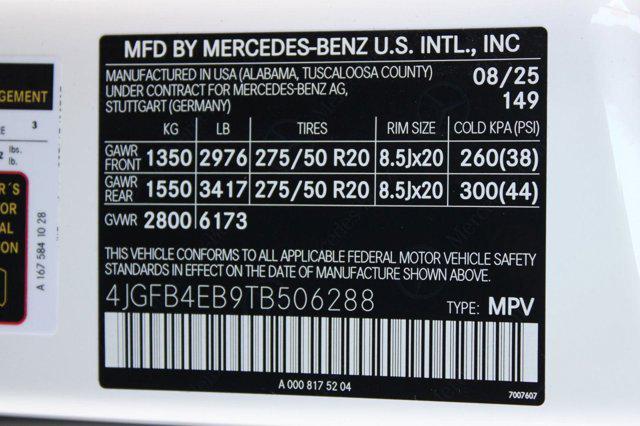 MFD BY MERCEDES-BENZ U.S. INTL., INC
MANUFACTURED IN USA (ALABAMA, TUSCALOOSA COUNTY) 08/25
UNDER CONTRACT FOR MERCEDES-BENZ AG, 149
STUTTGART (GERMANY)
KG LB TIRES RIM SIZE COLD KPA (PSI)
GAWR FRONT 1350 2976 275/50 R20 8.5Jx20 260(38)
GAWR REAR 1550 3417 275/50 R20 8.5Jx20 300(44)
GVWR 2800 6173
THIS VEHICLE CONFORMS TO ALL APPLICABLE FEDERAL MOTOR VEHICLE SAFETY
STANDARDS IN EFFECT ON THE DATE OF MANUFACTURE SHOWN ABOVE.
4JGFB4EB9TB506288 TYPE: MPV
A 000 817 52 04
7007607
3
lb.
A 167 584 10 28